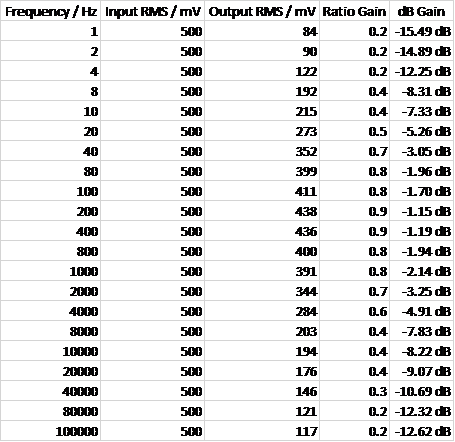 Frequency / Hz Input RMS / mV Output RMS / mV Ratio Gain dB Gain
1 500 84 0.2 -15.49 dB
2 500 90 0.2 -14.89 dB
4 500 122 0.2 -12.25 dB
8 500 192 0.4 -8.31 dB
10 500 215 0.4 -7.33 dB
20 500 273 0.5 -5.26 dB
40 500 352 0.7 -3.05 dB
80 500 399 0.8 -1.96 dB
100 500 411 0.8 -1.70 dB
200 500 438 0.9 -1.15 dB
400 500 436 0.9 -1.19 dB
800 500 400 0.8 -1.94 dB
1000 500 391 0.8 -2.14 dB
2000 500 344 0.7 -3.25 dB
4000 500 284 0.6 -4.91 dB
8000 500 203 0.4 -7.83 dB
10000 500 194 0.4 -8.22 dB
20000 500 176 0.4 -9.07 dB
40000 500 146 0.3 -10.69 dB
80000 500 121 0.2 -12.32 dB
100000 500 117 0.2 -12.62 dB